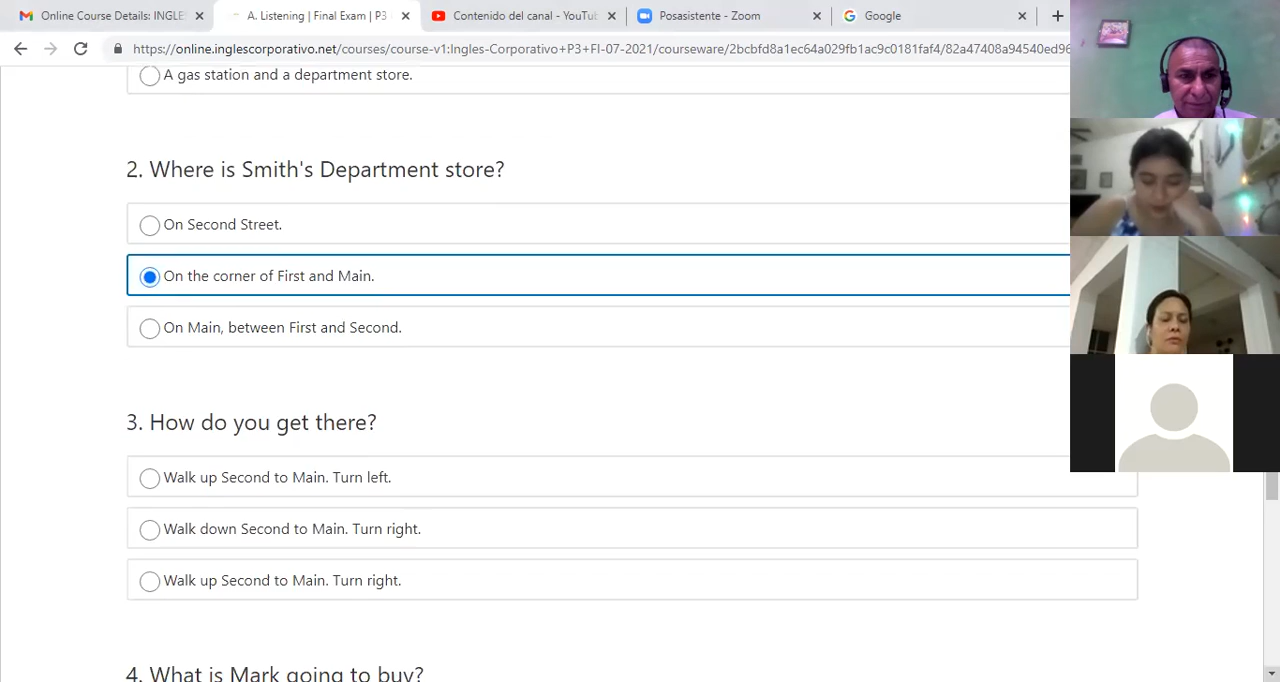 Online Course Details: INGLE
A. Listening | Final Exam | P3
Contenido del canal - YouTu
Posasistente - Zoom
Google
https://online.inglescorporativo.net/courses/course-v1:Ingles-Corporativo+P3+FI-07-2021/courseware/2bcbfd8a1ec64a029fb1ac9c0181faf4/82a47408a94540ed96
A gas station and a department store.
2. Where is Smith's Department store?
On Second Street.
On the corner of First and Main.
On Main, between First and Second.
3. How do you get there?
Walk up Second to Main. Turn left.
Walk down Second to Main. Turn right.
Walk up Second to Main. Turn right.
4. What is Mark going to buy?